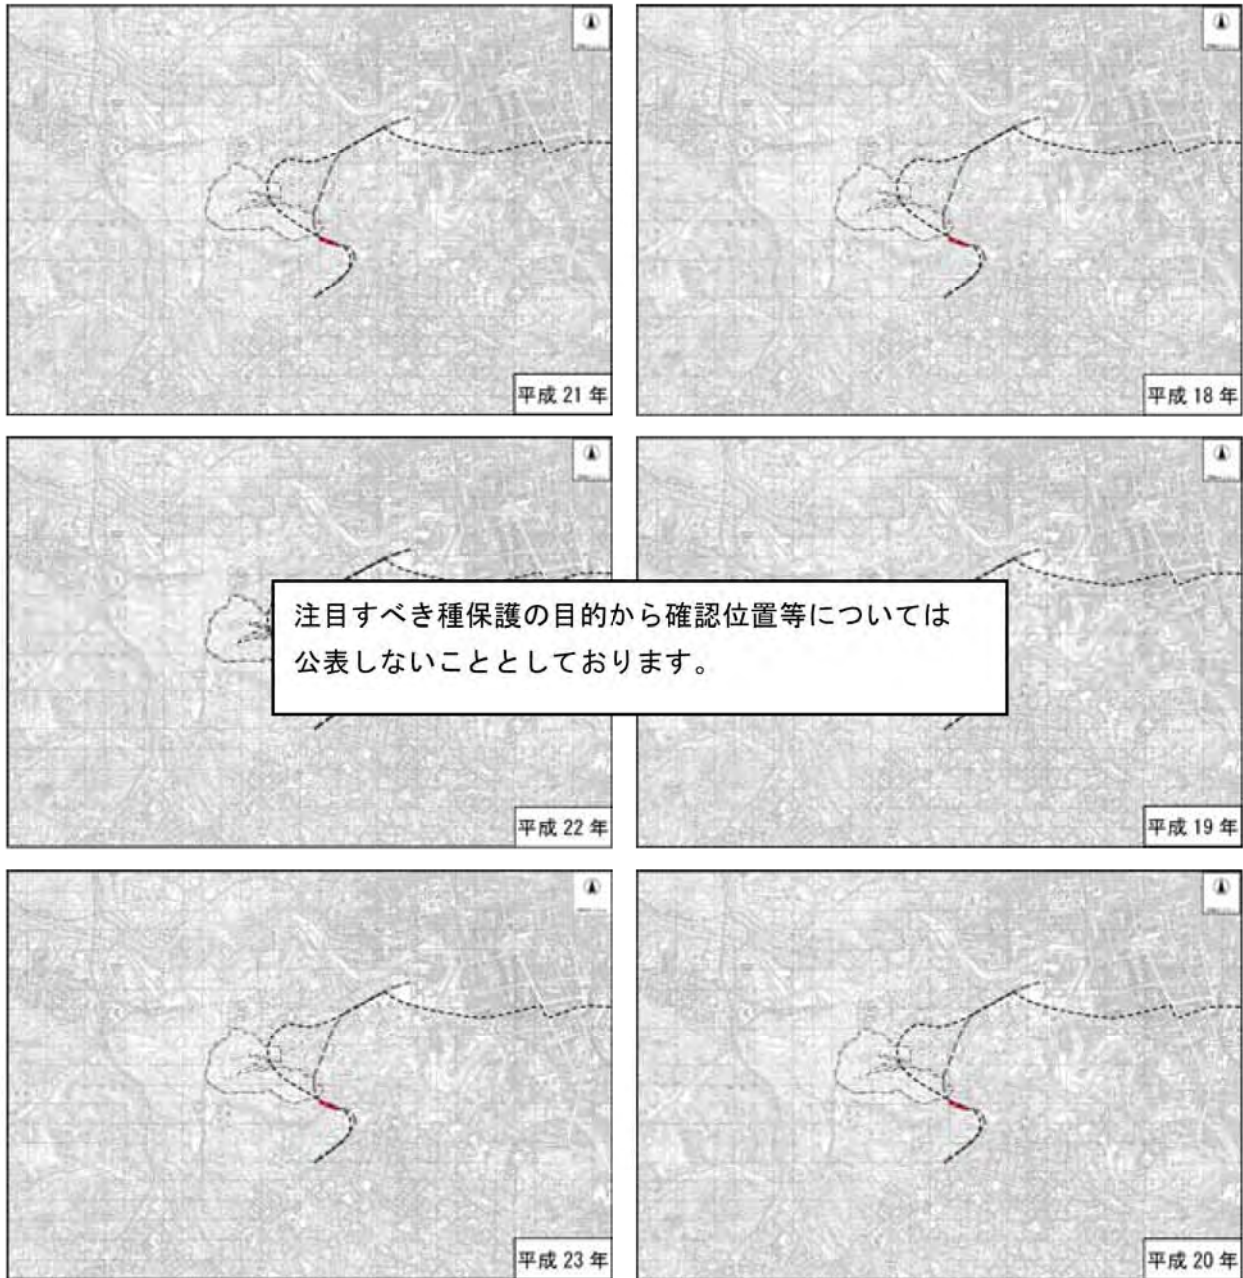 平成 21 年
平成 18 年
注目すべき種保護の目的から確認位置等については
公表しないこととしております。
平成 22 年
平成 19 年
平成 23 年
平成 20 年